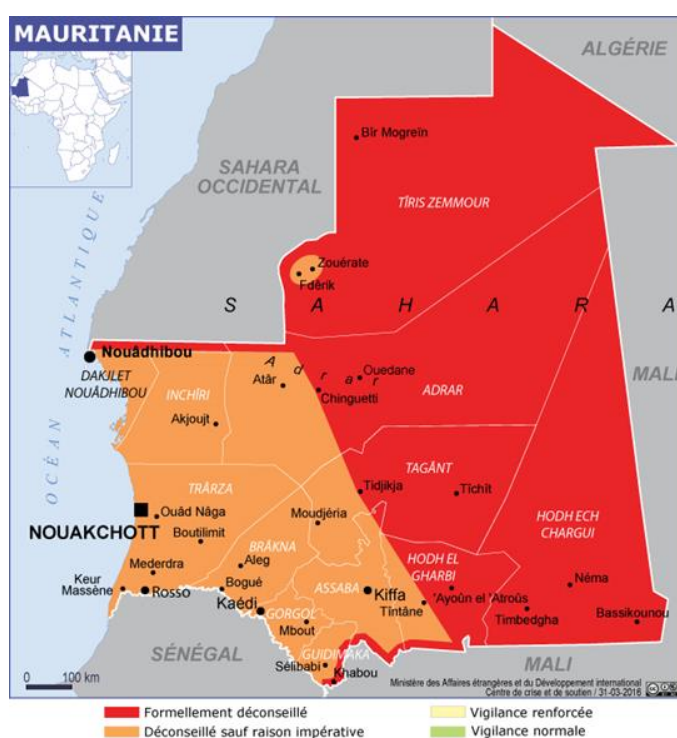 MAURITANIE
ALGÉRIE
Bîr Mogreïn
SAHARA
OCCIDENTAL
TÎRIS ZEMMOUR
Zouérate
Fdérik
S A H A R A
OCÉAN ATLANTIQUE
Nouâdhibou
DAKJLET
NOUÂDHIBOU
A d r a r
Atâr
Ouedane
Chinguetti
ADRAR
MALI
INCHÎRI
Akjoujt
TAGÂNT
Tidjikja
Tîchît
TRÂRZA
Ouâd Nâga
NOUAKCHOTT
Boutilimit
Moudjéria
HODH ECH
CHARGUI
BRÂKNA
Mederdra
Aleg
HODH EL
GHARBI
Keur
Massène
Rosso
Bogué
ASSABA
Kiffa
'Ayoûn el 'Atroûs
Néma
Kaédi
GORGOL
Tîntâne
Timbedgha
Bassikounou
Mbout
SÉNÉGAL
GUIDIMAKA
Sélibabi
Khabou
MALI
0 100 km
Ministère des Affaires étrangères et du Développement international
Centre de crise et de soutien / 31-03-2016
Formellement déconseillé
Déconseillé sauf raison impérative
Vigilance renforcée
Vigilance normale